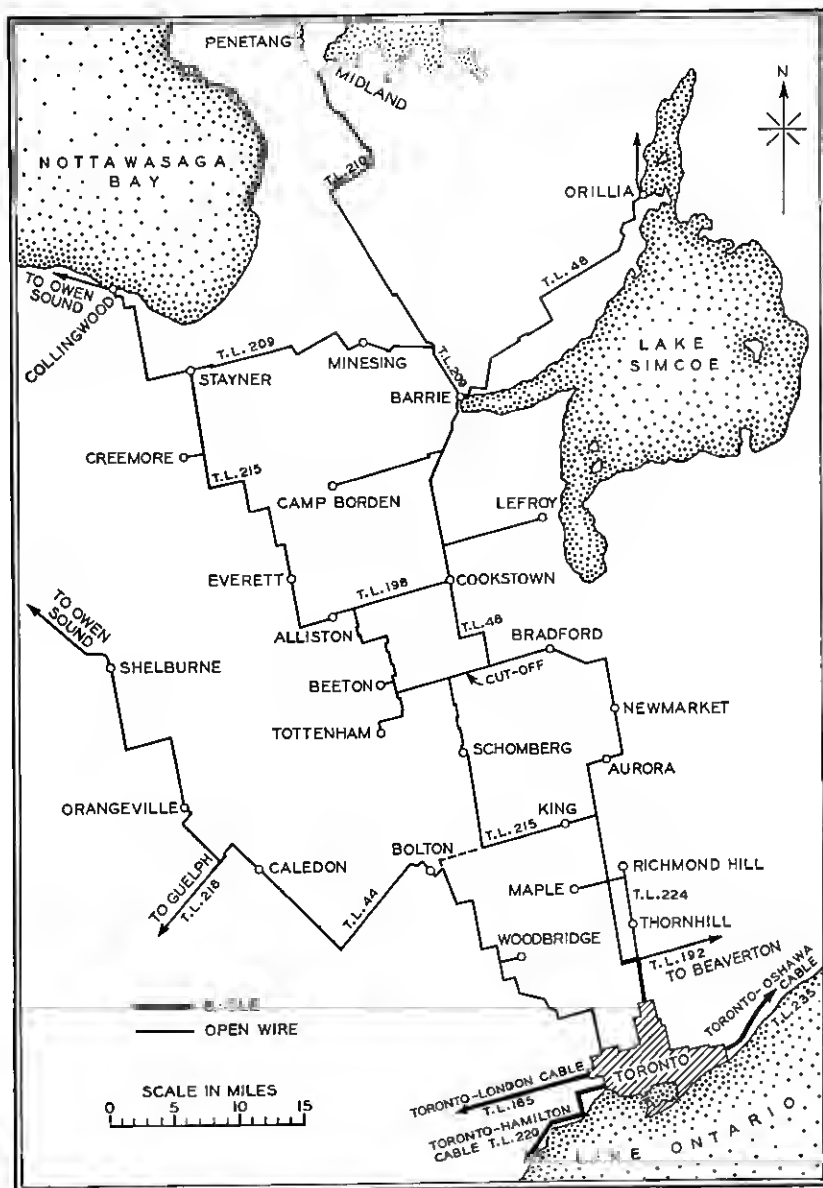 PENETANG
MIDLAND
N
NOTTAWASAGA
BAY
T.L. 210
ORILLIA
TO OWEN
SOUND
COLLINGWOOD
T.L. 48
T.L. 209
MINESING
STAYNER
T.L. 209
LAKE
SIMCOE
BARRIE
CREEMORE
T.L. 215
CAMP BORDEN
LEFROY
EVERETT
T.L. 198
COOKSTOWN
ALLISTON
T.L. 48
BRADFORD
TO OWEN
SOUND
SHELBURNE
BEETON
CUT-OFF
NEWMARKET
TOTTENHAM
SCHOMBERG
AURORA
ORANGEVILLE
KING
T.L. 215
BOLTON
TO GUELPH
T.L. 218
CALEDON
T.L. 44
RICHMOND HILL
MAPLE
T.L. 224
THORNHILL
WOODBRIDGE
T.L. 192
TO BEAVERTON
TORONTO-OSHAWA
CABLE
T.L. 235
OPEN WIRE
SCALE IN MILES
0 5 10 15
TORONTO
TORONTO-LONDON CABLE
T.L. 185
TORONTO-HAMILTON
CABLE T.L. 220
LAKE ONTARIO